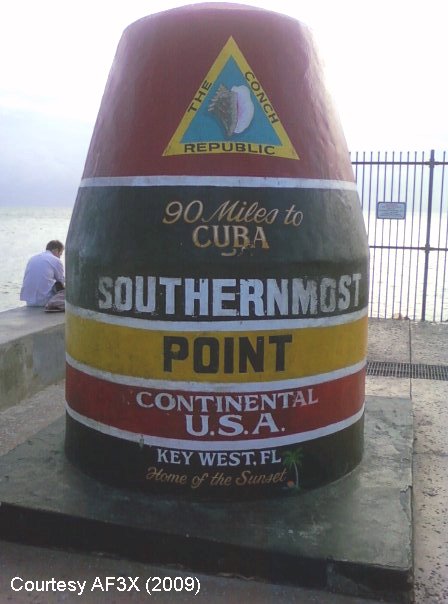 THE CONCH
REPUBLIC
90 Miles to
CUBA
SOUTHERNMOST
POINT
CONTINENTAL
U.S.A.
KEY WEST, FL
Home of the Sunset
Courtesy AF3X (2009)